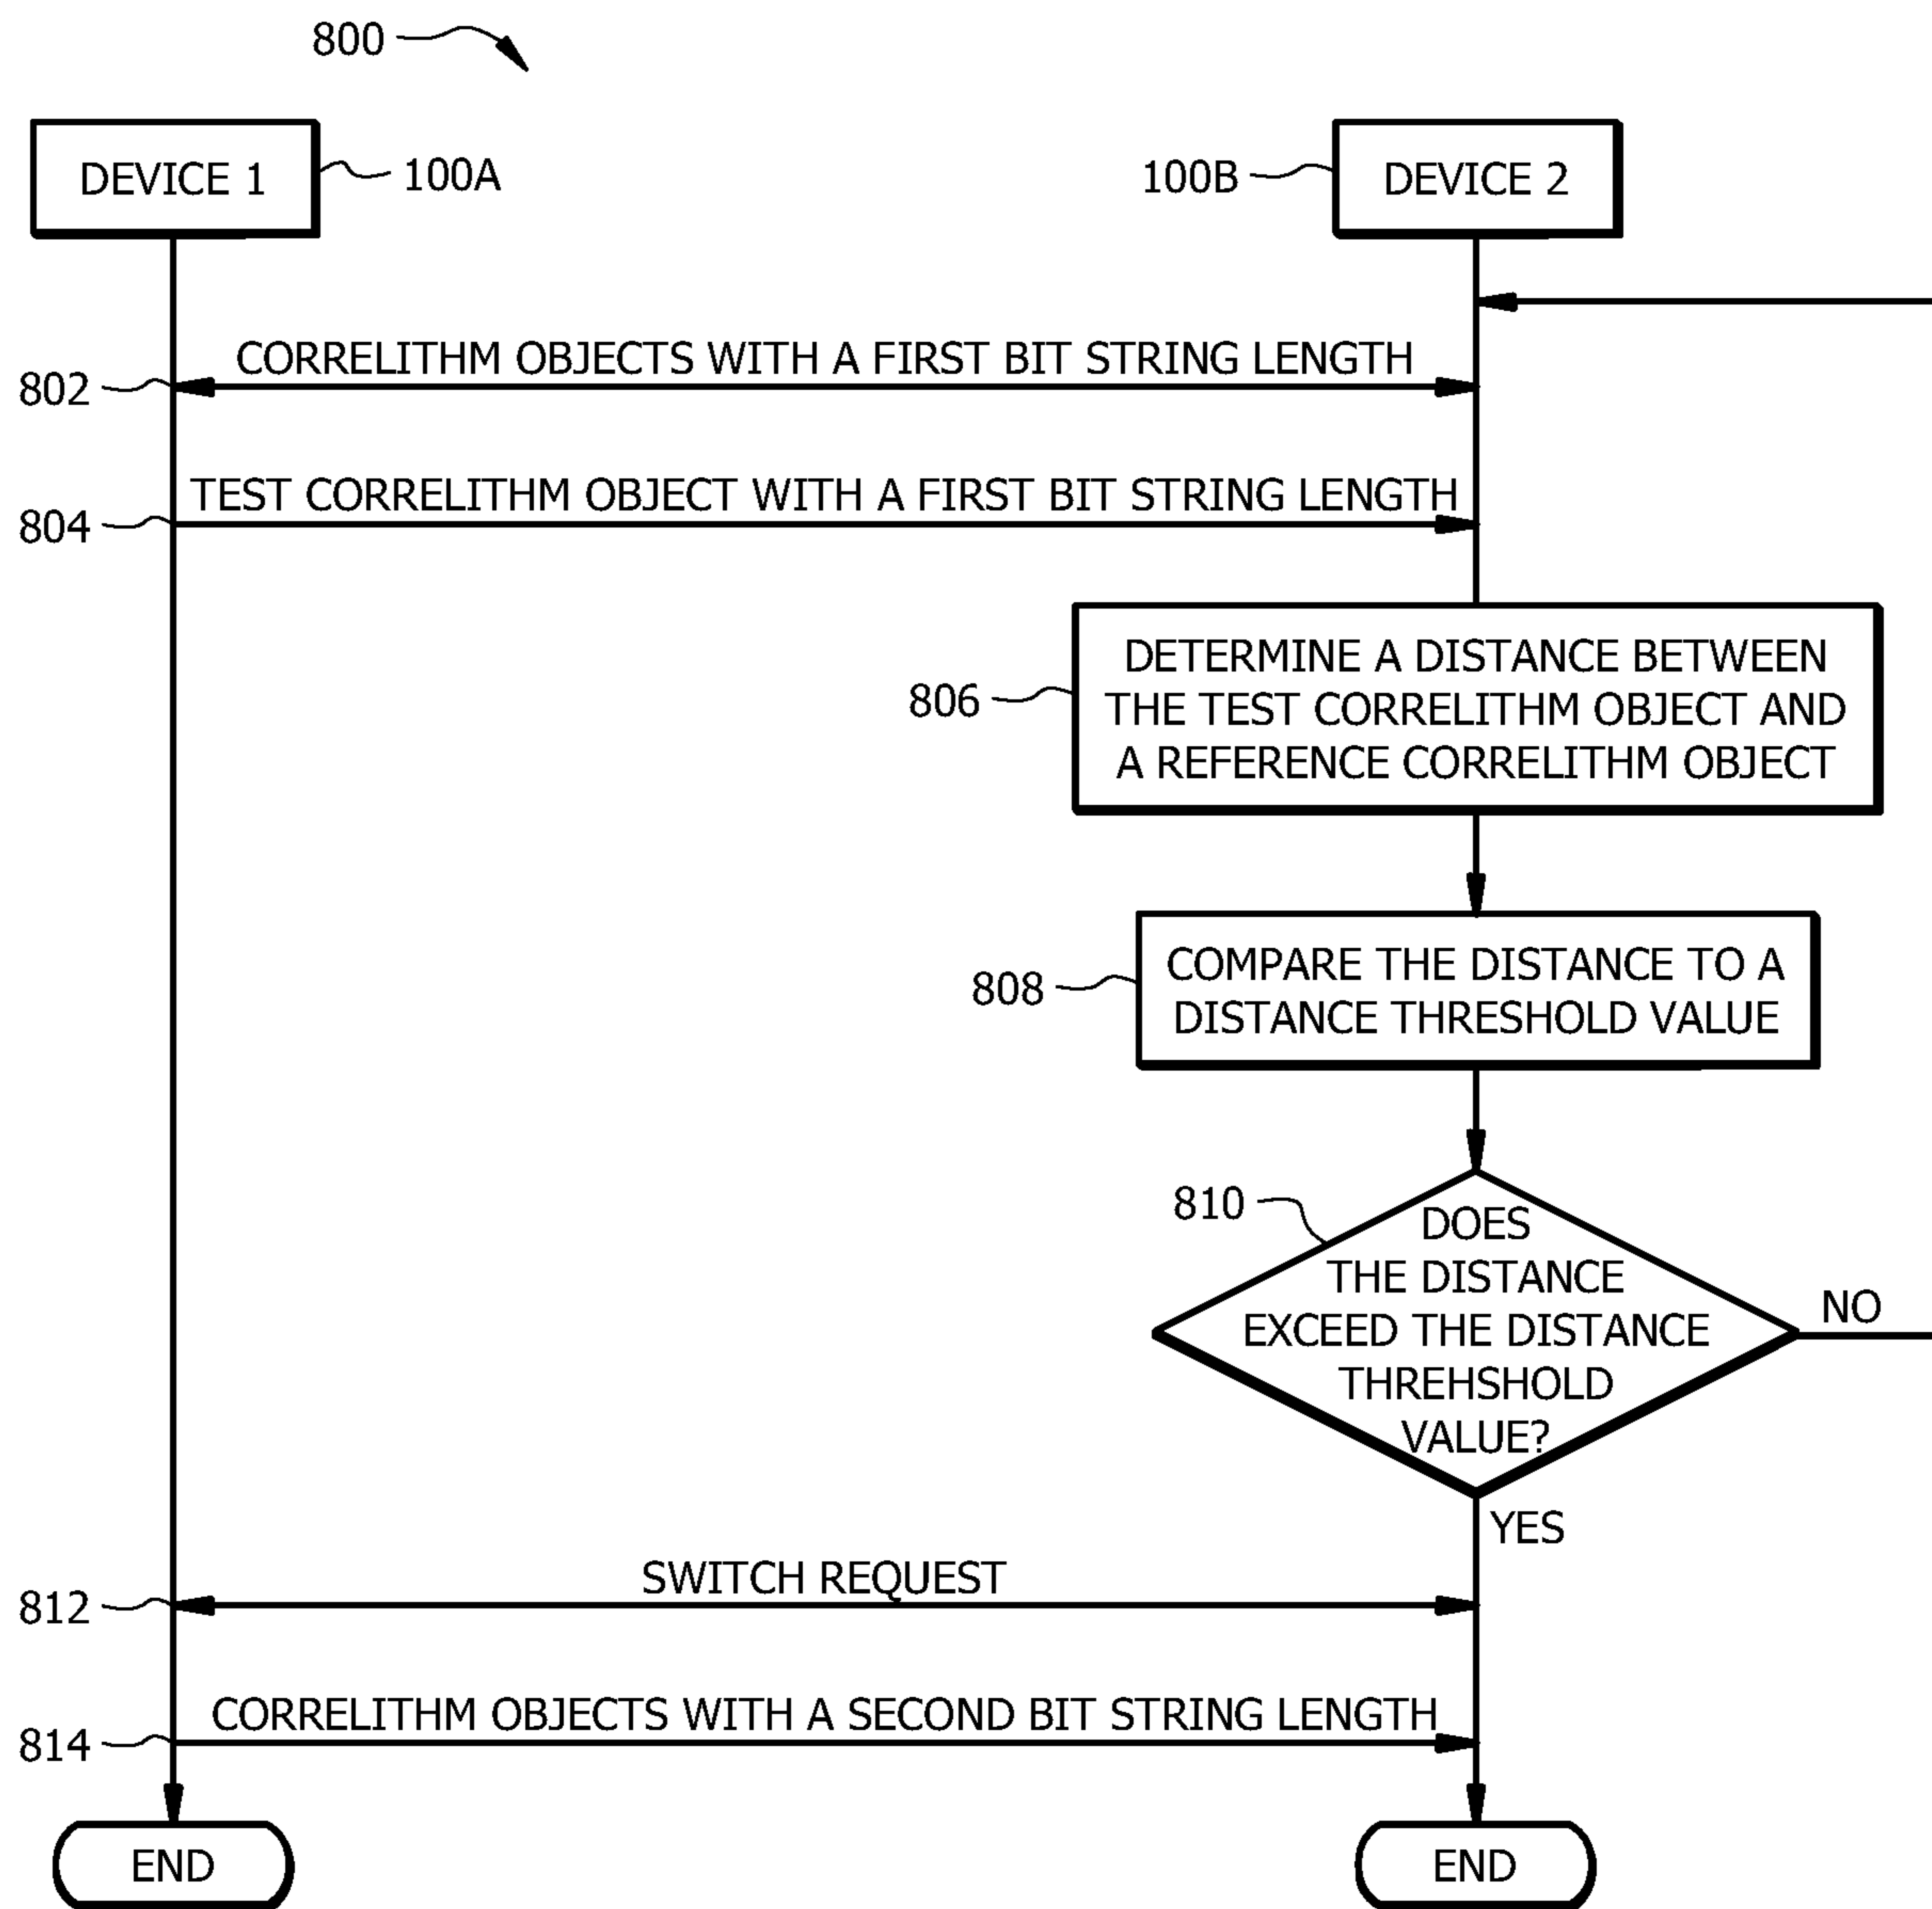 800
DEVICE 1
100A
100B
DEVICE 2
CORRELITHM OBJECTS WITH A FIRST BIT STRING LENGTH
802
TEST CORRELITHM OBJECT WITH A FIRST BIT STRING LENGTH
804
DETERMINE A DISTANCE BETWEEN
THE TEST CORRELITHM OBJECT AND
A REFERENCE CORRELITHM OBJECT
806
COMPARE THE DISTANCE TO A
DISTANCE THRESHOLD VALUE
808
810
DOES
THE DISTANCE
EXCEED THE DISTANCE
THREHSHOLD
VALUE?
NO
YES
SWITCH REQUEST
812
CORRELITHM OBJECTS WITH A SECOND BIT STRING LENGTH
814
END
END